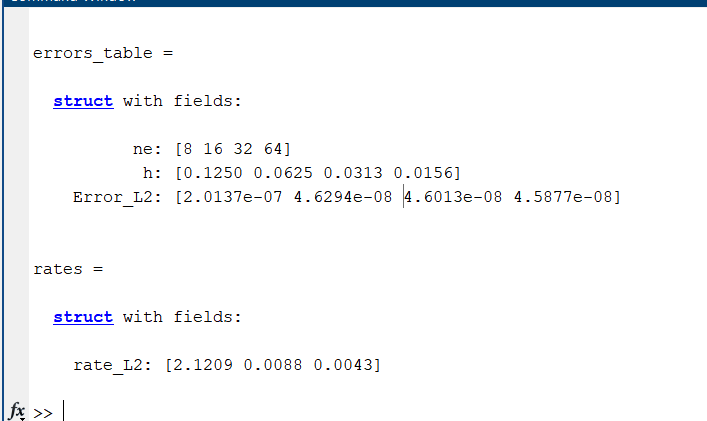 errors_table =
struct with fields:
ne: [8 16 32 64]
h: [0.1250 0.0625 0.0313 0.0156]
Error_L2: [2.0137e-07 4.6294e-08 4.6013e-08 4.5877e-08]
rates =
struct with fields:
rate_L2: [2.1209 0.0088 0.0043]
fx >>